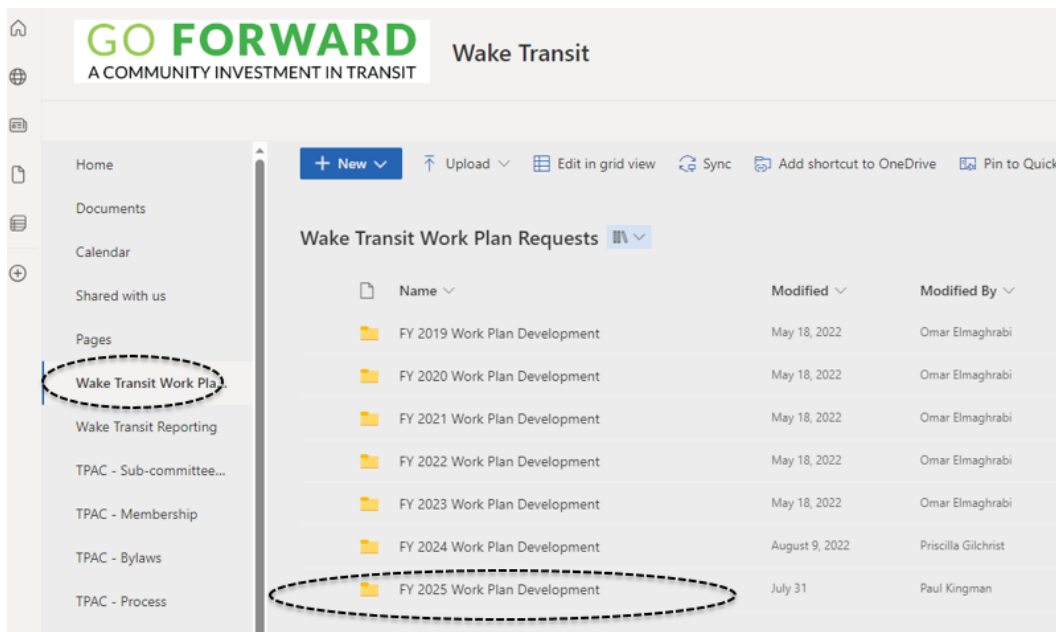 GO FORWARD
A COMMUNITY INVESTMENT IN TRANSIT
Wake Transit
Home
Documents
Calendar
Shared with us
Pages
Wake Transit Work Pla...
Wake Transit Reporting
TPAC - Sub-committee...
TPAC - Membership
TPAC - Bylaws
TPAC - Process
New Upload Edit in grid view Sync Add shortcut to OneDrive Pin to Quick
Wake Transit Work Plan Requests
Name Modified Modified By
FY 2019 Work Plan Development May 18, 2022 Omar Elmaghrabi
FY 2020 Work Plan Development May 18, 2022 Omar Elmaghrabi
FY 2021 Work Plan Development May 18, 2022 Omar Elmaghrabi
FY 2022 Work Plan Development May 18, 2022 Omar Elmaghrabi
FY 2023 Work Plan Development May 18, 2022 Omar Elmaghrabi
FY 2024 Work Plan Development August 9, 2022 Priscilla Gilchrist
FY 2025 Work Plan Development July 31 Paul Kingman